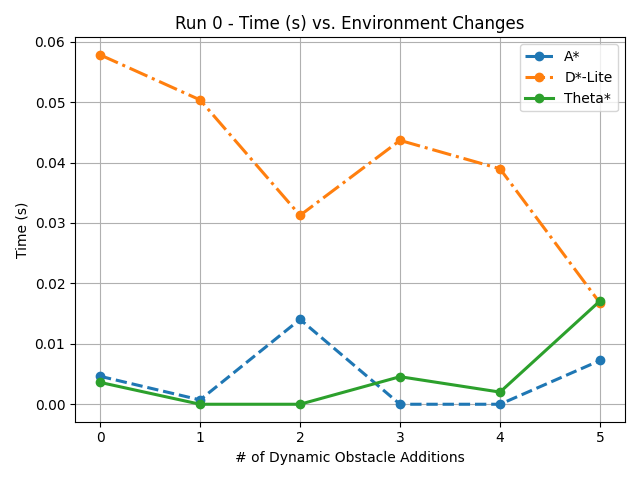 Run 0 - Time (s) vs. Environment Changes
0.06
0.05
0.04
0.03
0.02
0.01
0.00
Time (s)
A*
D*-Lite
Theta*
0 1 2 3 4 5
# of Dynamic Obstacle Additions